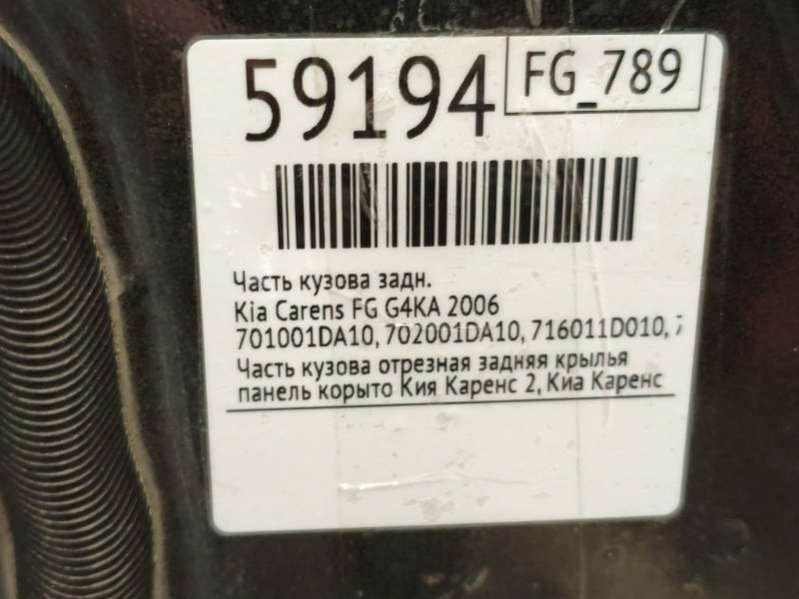 59194 FG_789
Часть кузова задн.
Kia Carens FG G4KA 2006
701001DA10, 702001DA10, 716011D010, 7
Часть кузова отрезная задняя крылья
панель корыто Кия Каренс 2, Киа Каренс